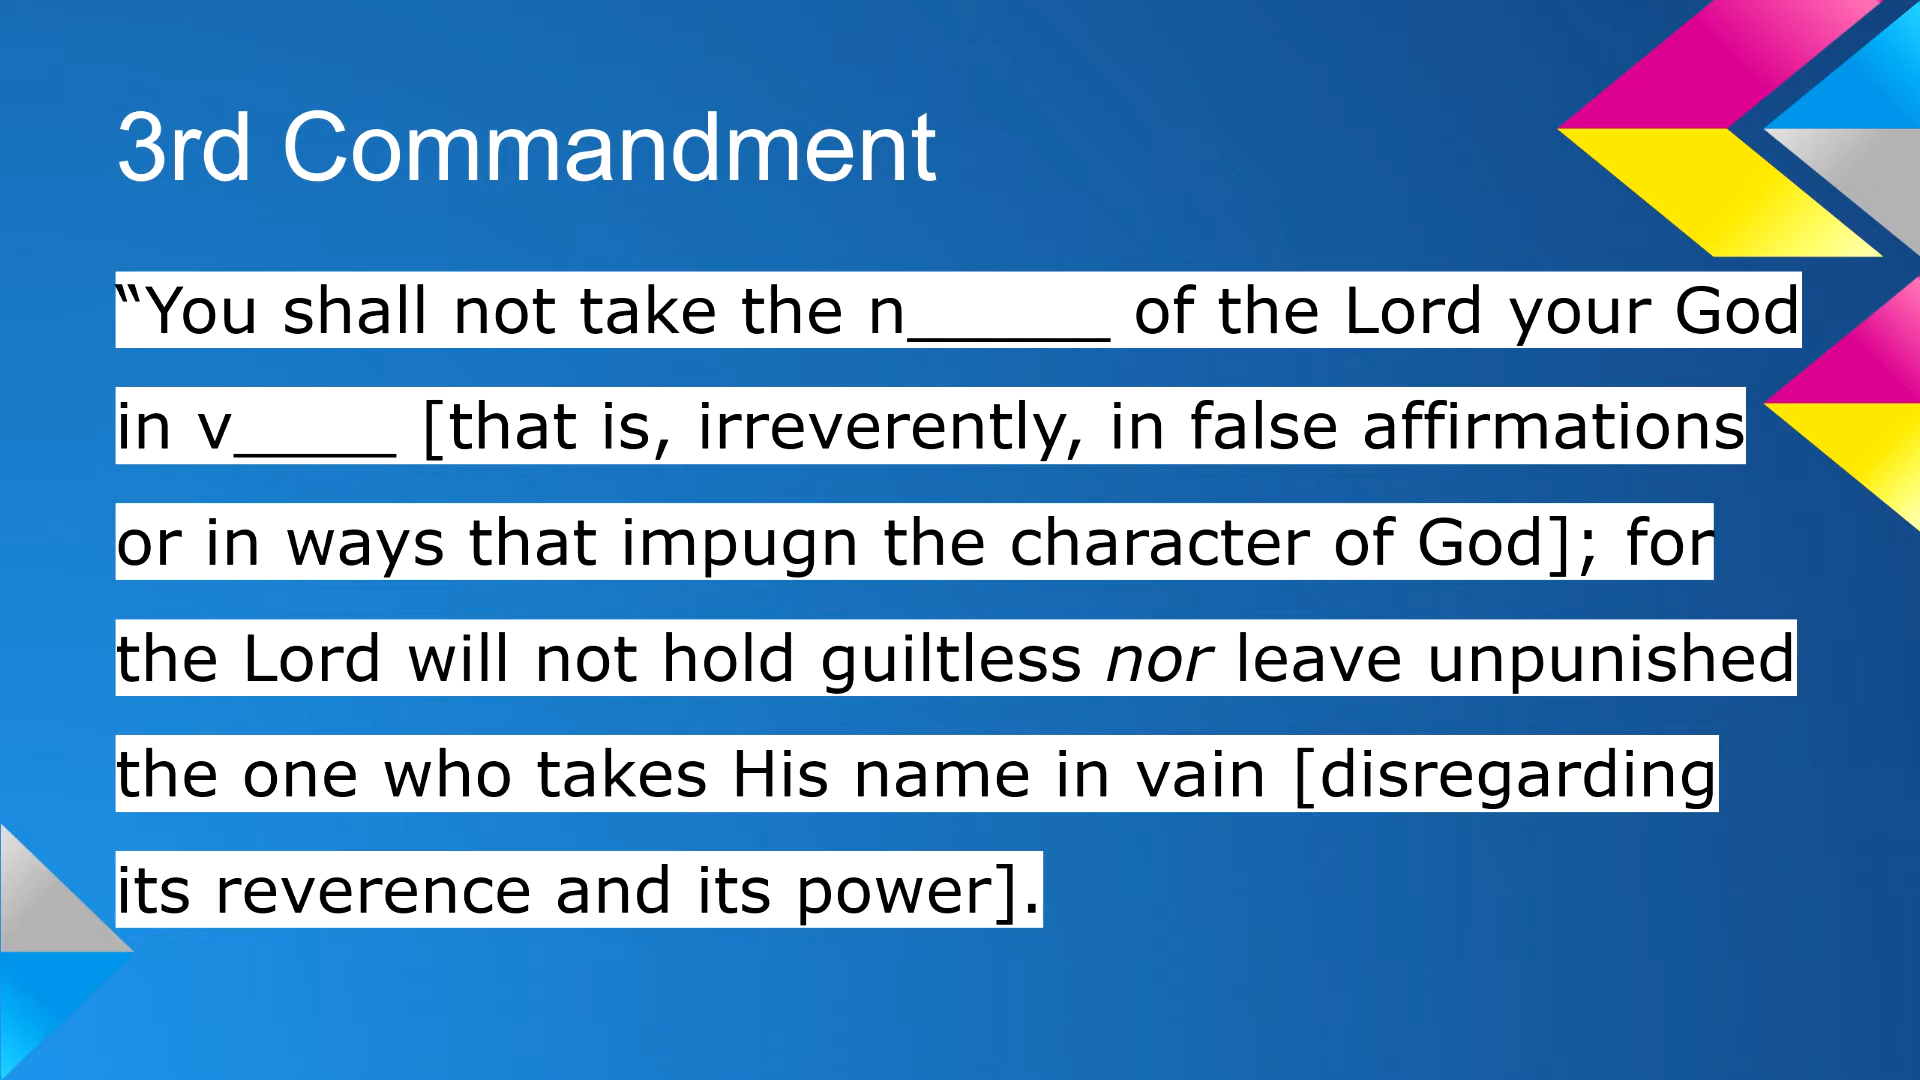 3rd Commandment
“You shall not take the n______ of the Lord your God
in v_____ [that is, irreverently, in false affirmations
or in ways that impugn the character of God]; for
the Lord will not hold guiltless nor leave unpunished
the one who takes His name in vain [disregarding
its reverence and its power].